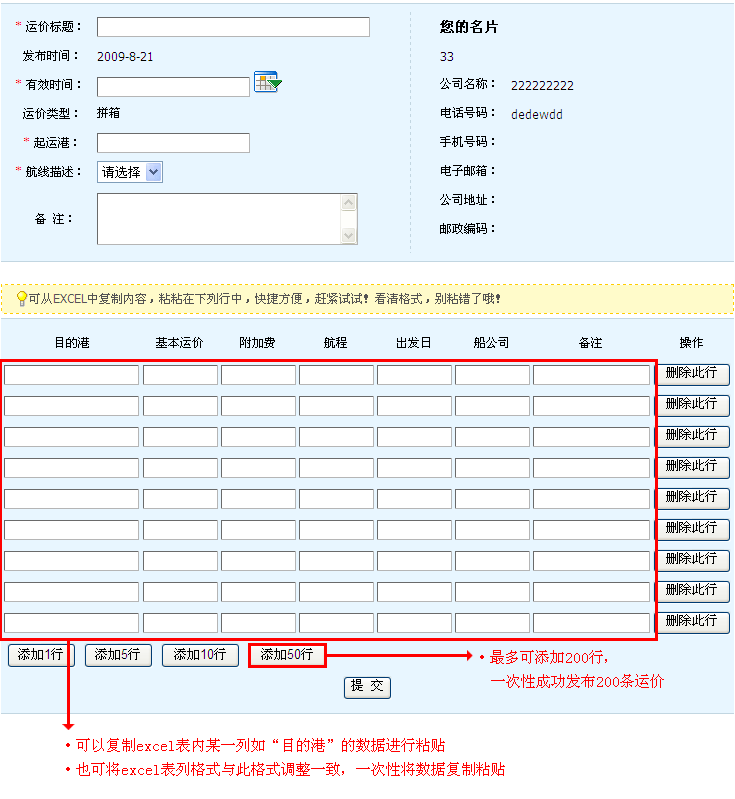 * 运价标题：
发布时间： 2009-8-21
* 有效时间：
运价类型： 拼箱
* 起运港：
* 航线描述： 请选择
备 注：
您的名片
33
公司名称： 222222222
电话号码： dedewdd
手机号码：
电子邮箱：
公司地址：
邮政编码：
可从EXCEL中复制内容，粘粘在下列行中，快捷方便，赶紧试试！看清格式，别粘错了哦！
目的港 基本运价 附加费 航程 出发日 船公司 备注 操作
删除此行
删除此行
删除此行
删除此行
删除此行
删除此行
删除此行
删除此行
删除此行
添加1行 添加5行 添加10行 添加50行
·最多可添加200行，
一次性成功发布200条运价
提 交
·可以复制excel表内某一列如“目的港”的数据进行粘贴
·也可将excel表列格式与此格式调整一致，一次性将数据复制粘贴